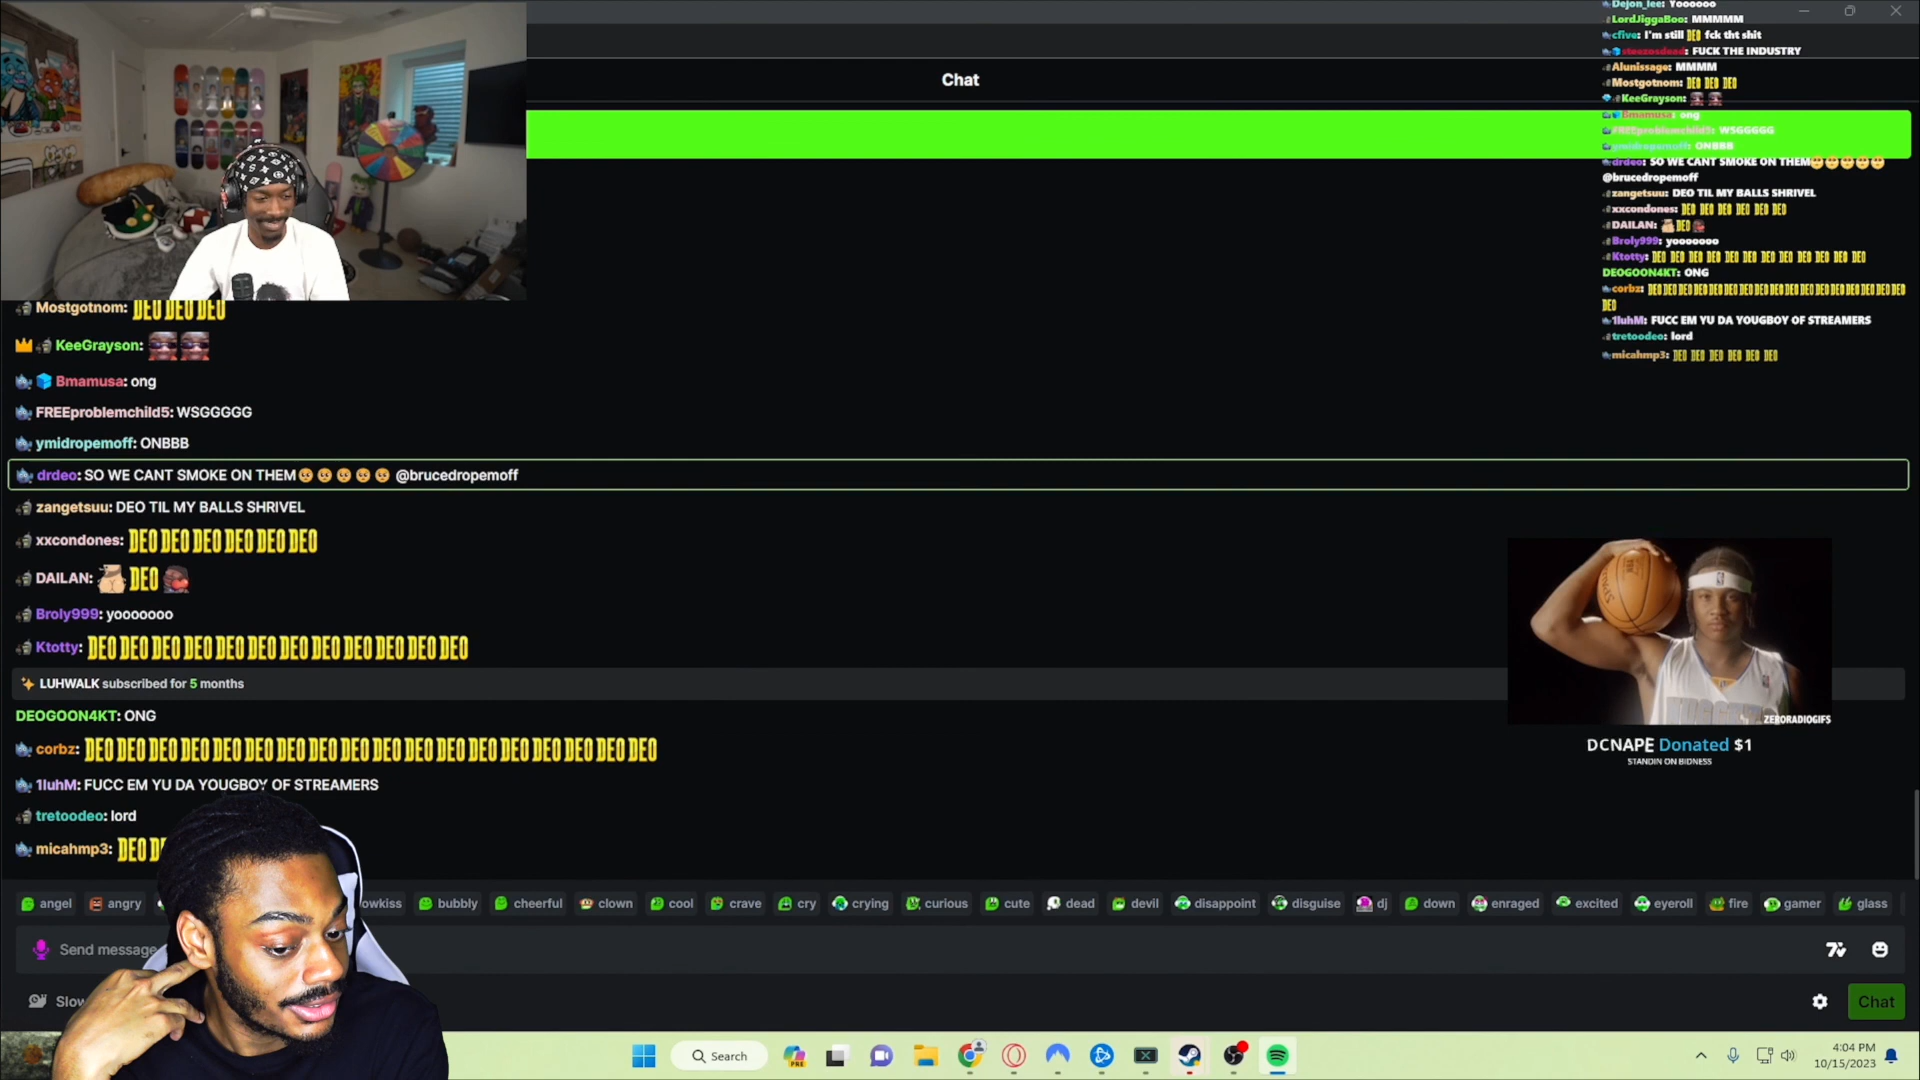 Chat
Dejon_lee: Yoooooo
LordJiggaBoo: MMMMM
cfive: I'm still DEO fck tht shit
steezosdead: FUCK THE INDUSTRY
Alunissage: MMMM
Mostgotnom: DEO DEO DEO
KeeGrayson:
Bmamusa: ong
FREEproblemchild5: WSGGGGG
ymidropemoff: ONBBB
drdeo: SO WE CANT SMOKE ON THEM
@brucedropemoff
zangetsuu: DEO TIL MY BALLS SHRIVEL
xxcondones: DEO DEO DEO DEO DEO DEO
DAILAN: DEO
Broly999: yooooooo
Ktotty: DEO DEO DEO DEO DEO DEO DEO DEO DEO DEO DEO DEO
DEOGOON4KT: ONG
corbz: DEO DEO DEO DEO DEO DEO DEO DEO DEO DEO DEO DEO DEO DEO DEO DEO DEO
DEO
1luhM: FUCC EM YU DA YOUGBOY OF STREAMERS
tretoodeo: lord
micahmp3: DEO DEO DEO DEO DEO DEO
Mostgotnom: DEO DEO DEO
KeeGrayson:
Bmamusa: ong
FREEproblemchild5: WSGGGGG
ymidropemoff: ONBBB
drdeo: SO WE CANT SMOKE ON THEM @brucedropemoff
zangetsuu: DEO TIL MY BALLS SHRIVEL
xxcondones: DEO DEO DEO DEO DEO DEO
DAILAN: DEO
Broly999: yooooooo
Ktotty: DEO DEO DEO DEO DEO DEO DEO DEO DEO DEO DEO DEO
LUHWALK subscribed for 5 months
DEOGOON4KT: ONG
corbz: DEO DEO DEO DEO DEO DEO DEO DEO DEO DEO DEO DEO DEO DEO DEO DEO DEO DEO
1luhM: FUCC EM YU DA YOUGBOY OF STREAMERS
tretoodeo: lord
micahmp3: DEO
ZERORADIOGIFS
DCNAPE Donated $1
STANDIN ON BIDNESS
angel angry owkiss bubbly cheerful clown cool crave cry crying curious cute dead devil disappoint disguise dj down enraged excited eyeroll fire gamer glass
Send message
Slow
Chat
Search
PRE
4:04 PM
10/15/2023